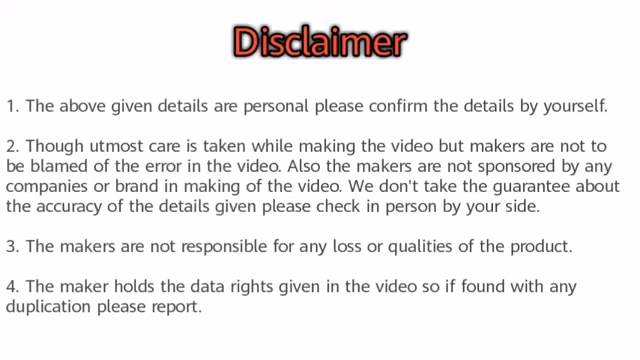 Disclaimer
1. The above given details are personal please confirm the details by yourself.
2. Though utmost care is taken while making the video but makers are not to
be blamed of the error in the video. Also the makers are not sponsored by any
companies or brand in making of the video. We don't take the guarantee about
the accuracy of the details given please check in person by your side.
3. The makers are not responsible for any loss or qualities of the product.
4. The maker holds the data rights given in the video so if found with any
duplication please report.